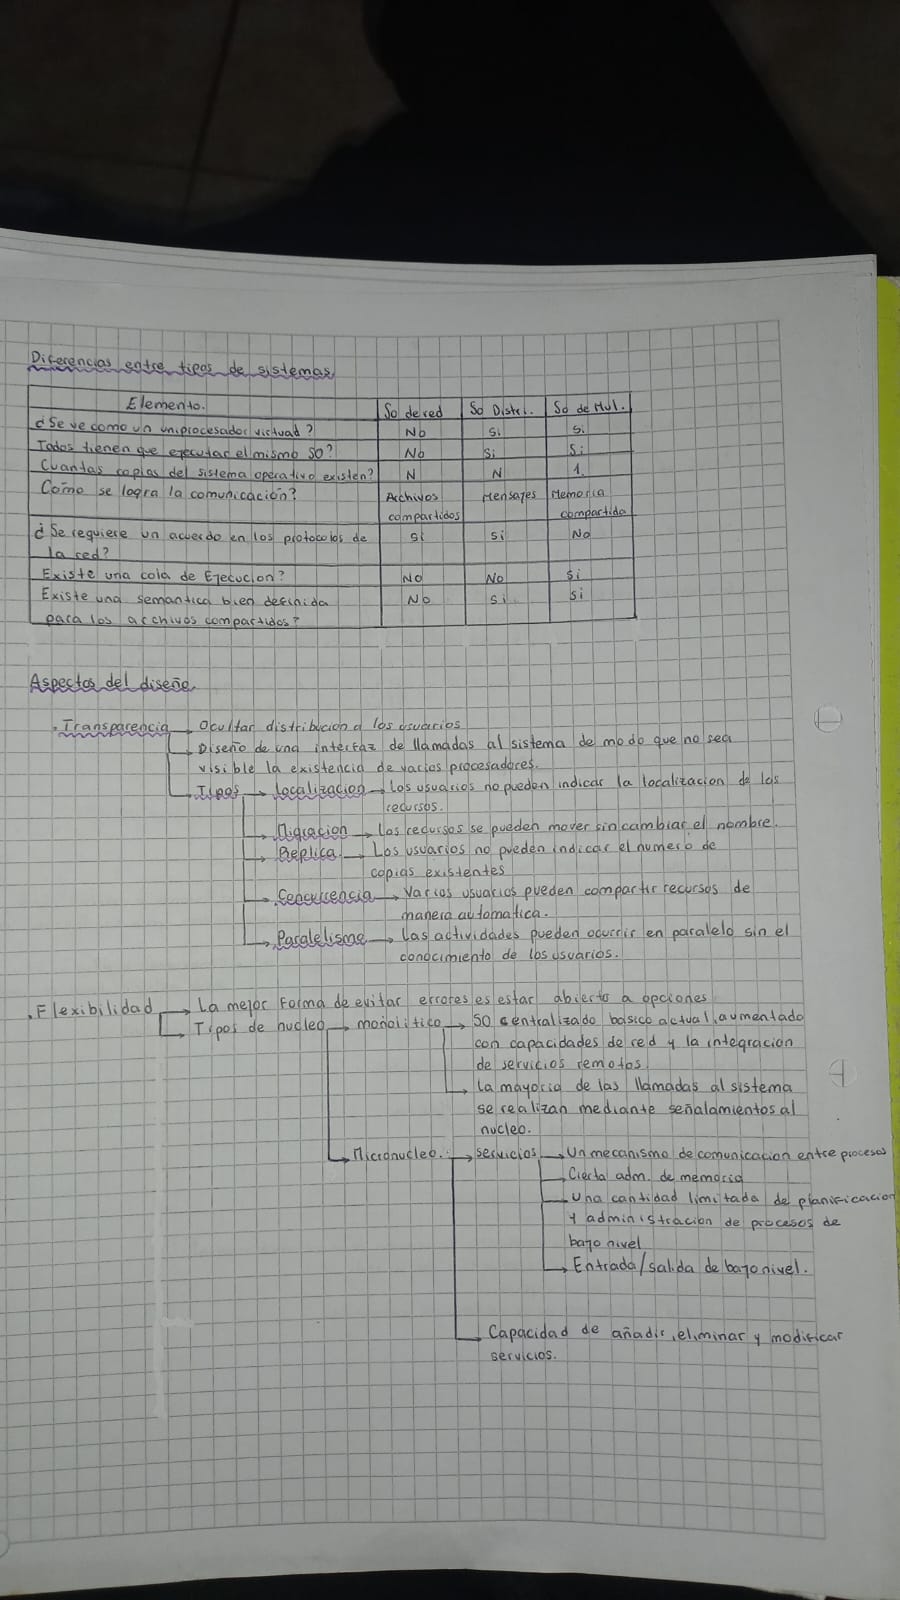 Diferencias entre tipos de sistemas
Elemento. So de red So Distri. So de Mul.
¿Se ve como un uniprocesador virtual? No Si Si
Todos tienen que ejecutar el mismo SO? No Si Si
Cuantas copias del sistema operativo existen? N N 1.
Como se logra la comunicación? Archivos Mensajes Memoria
compartidos compartida
¿Se requiere un acuerdo en los protocolos de Si Si No
la red?
Existe una cola de Ejecucion? No No Si
Existe una semantica bien definida No Si Si
para los archivos compartidos?
Aspectos del diseño.
. Transparencia → Ocultar distribucion a los usuarios
→ Diseño de una interfaz de llamadas al sistema de modo que no sea
visible la existencia de varios procesadores.
→ Tipos → Localizacion → Los usuarios no pueden indicar la localizacion de los
recursos.
→ Migracion → Los recursos se pueden mover sin cambiar el nombre.
→ Replica. → Los usuarios no pueden indicar el numero de
copias existentes
→ Concurrencia → Varios usuarios pueden compartir recursos de
manera automatica.
→ Paralelismo → Las actividades pueden ocurrir en paralelo sin el
conocimiento de los usuarios.
. Flexibilidad → La mejor Forma de evitar errores es estar abierto a opciones
→ Tipos de nucleo → monolitico → SO centralizado basico actual, aumentado
con capacidades de red y la integración
de servicios remotos
→ La mayoria de las llamadas al sistema
se realizan mediante señalamientos al
nucleo.
→ Micronucleo. → servicios → Un mecanismo de comunicacion entre procesos
→ Cierta adm. de memoria
→ Una cantidad limitada de planificacion
y administracion de procesos de
bajo nivel
→ Entrada/salida de bajo nivel.
→ Capacidad de añadir, eliminar y modificar
servicios.